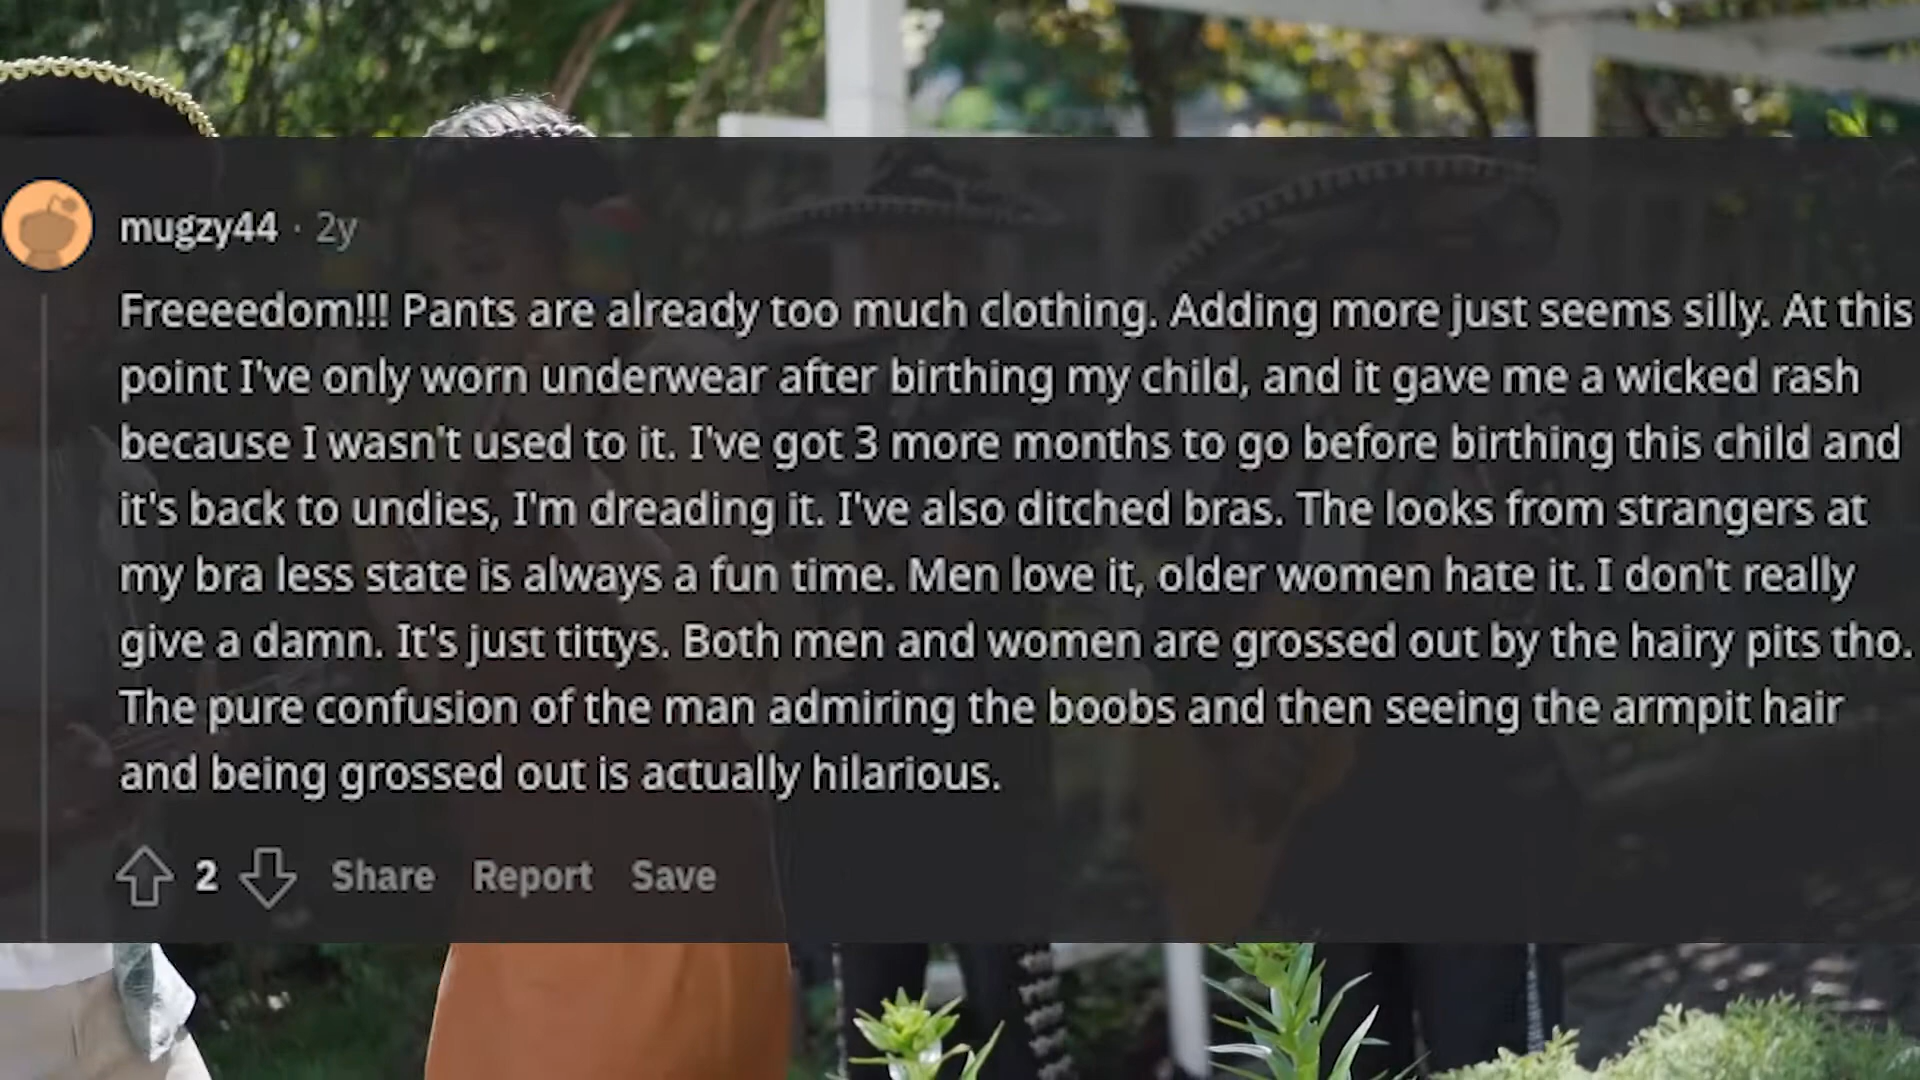 mugzy44 · 2y
Freeeedom!!! Pants are already too much clothing. Adding more just seems silly. At this
point I've only worn underwear after birthing my child, and it gave me a wicked rash
because I wasn't used to it. I've got 3 more months to go before birthing this child and
it's back to undies, I'm dreading it. I've also ditched bras. The looks from strangers at
my bra less state is always a fun time. Men love it, older women hate it. I don't really
give a damn. It's just tittys. Both men and women are grossed out by the hairy pits tho.
The pure confusion of the man admiring the boobs and then seeing the armpit hair
and being grossed out is actually hilarious.
2 Share Report Save